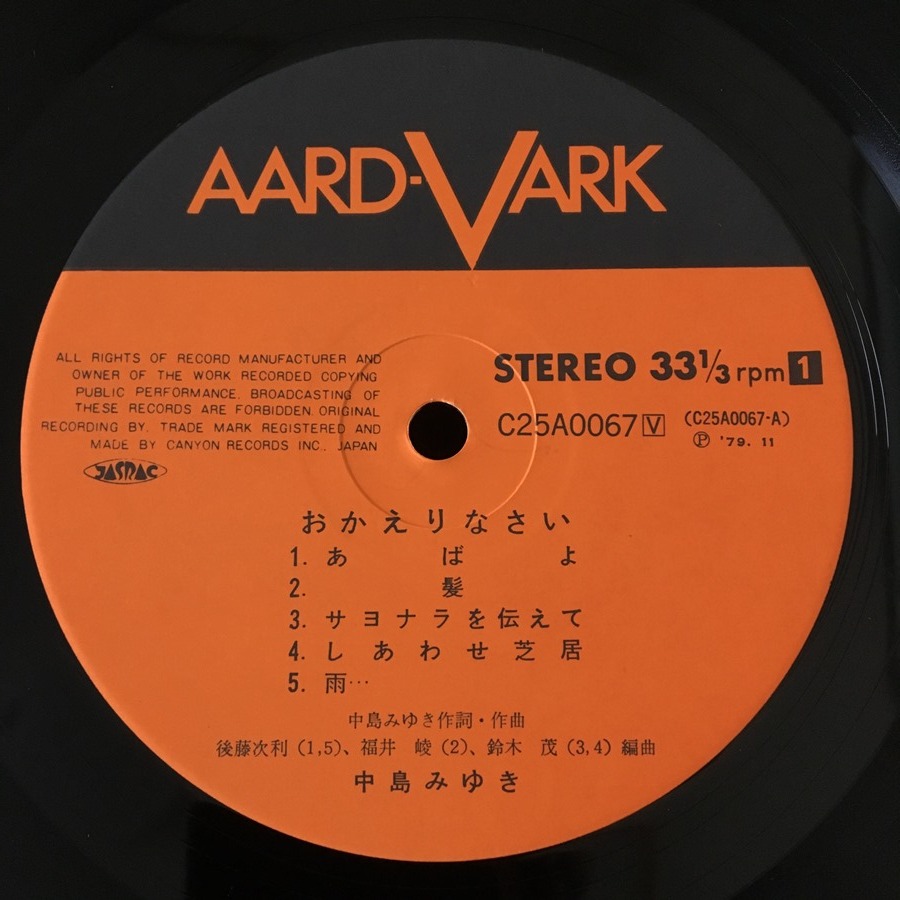 AARD-VARK
ALL RIGHTS OF RECORD MANUFACTURER AND
OWNER OF THE WORK RECORDED COPYING
PUBLIC PERFORMANCE. BROADCASTING OF
THESE RECORDS ARE FORBIDDEN. ORIGINAL
RECORDING BY. TRADE MARK REGISTERED AND
MADE BY CANYON RECORDS INC., JAPAN
JASRAC
STEREO 33⅓rpm 1
C25A0067 V (C25A0067-A)
Ⓟ '79. 11
おかえりなさい
1. あばよ
2. 髪
3. サヨナラを伝えて
4. しあわせ芝居
5. 雨…
中島みゆき作詞・作曲
後藤次利(1,5)、福井 崚(2)、鈴木 茂(3,4)編曲
中島みゆき